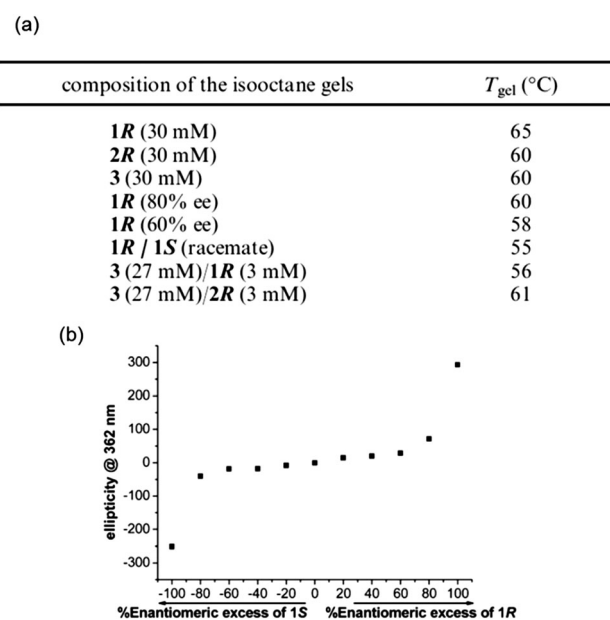 (a)
composition of the isooctane gels Tgel (°C)
1R (30 mM) 65
2R (30 mM) 60
3 (30 mM) 60
1R (80% ee) 60
1R (60% ee) 58
1R / 1S (racemate) 55
3 (27 mM)/1R (3 mM) 56
3 (27 mM)/2R (3 mM) 61
(b)
ellipticity @ 362 nm
300
200
100
0
-100
-200
-300
-100 -80 -60 -40 -20 0 20 40 60 80 100
%Enantiomeric excess of 1S %Enantiomeric excess of 1R